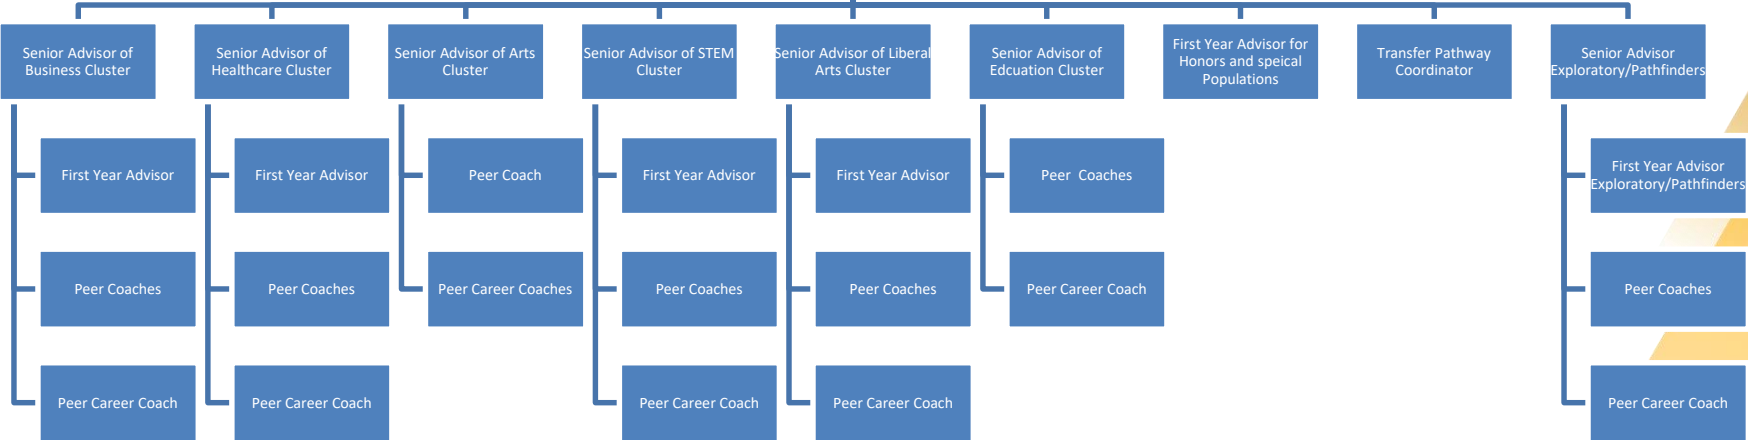 Senior Advisor of
Business Cluster
Senior Advisor of
Healthcare Cluster
Senior Advisor of Arts
Cluster
Senior Advisor of STEM
Cluster
Senior Advisor of Liberal
Arts Cluster
Senior Advisor of
Edcuation Cluster
First Year Advisor for
Honors and speical
Populations
Transfer Pathway
Coordinator
Senior Advisor
Exploratory/Pathfinders
First Year Advisor
First Year Advisor
Peer Coach
First Year Advisor
First Year Advisor
Peer Coaches
First Year Advisor
Exploratory/Pathfinders
Peer Coaches
Peer Coaches
Peer Career Coaches
Peer Coaches
Peer Coaches
Peer Career Coach
Peer Coaches
Peer Career Coach
Peer Career Coach
Peer Career Coach
Peer Career Coach
Peer Career Coach